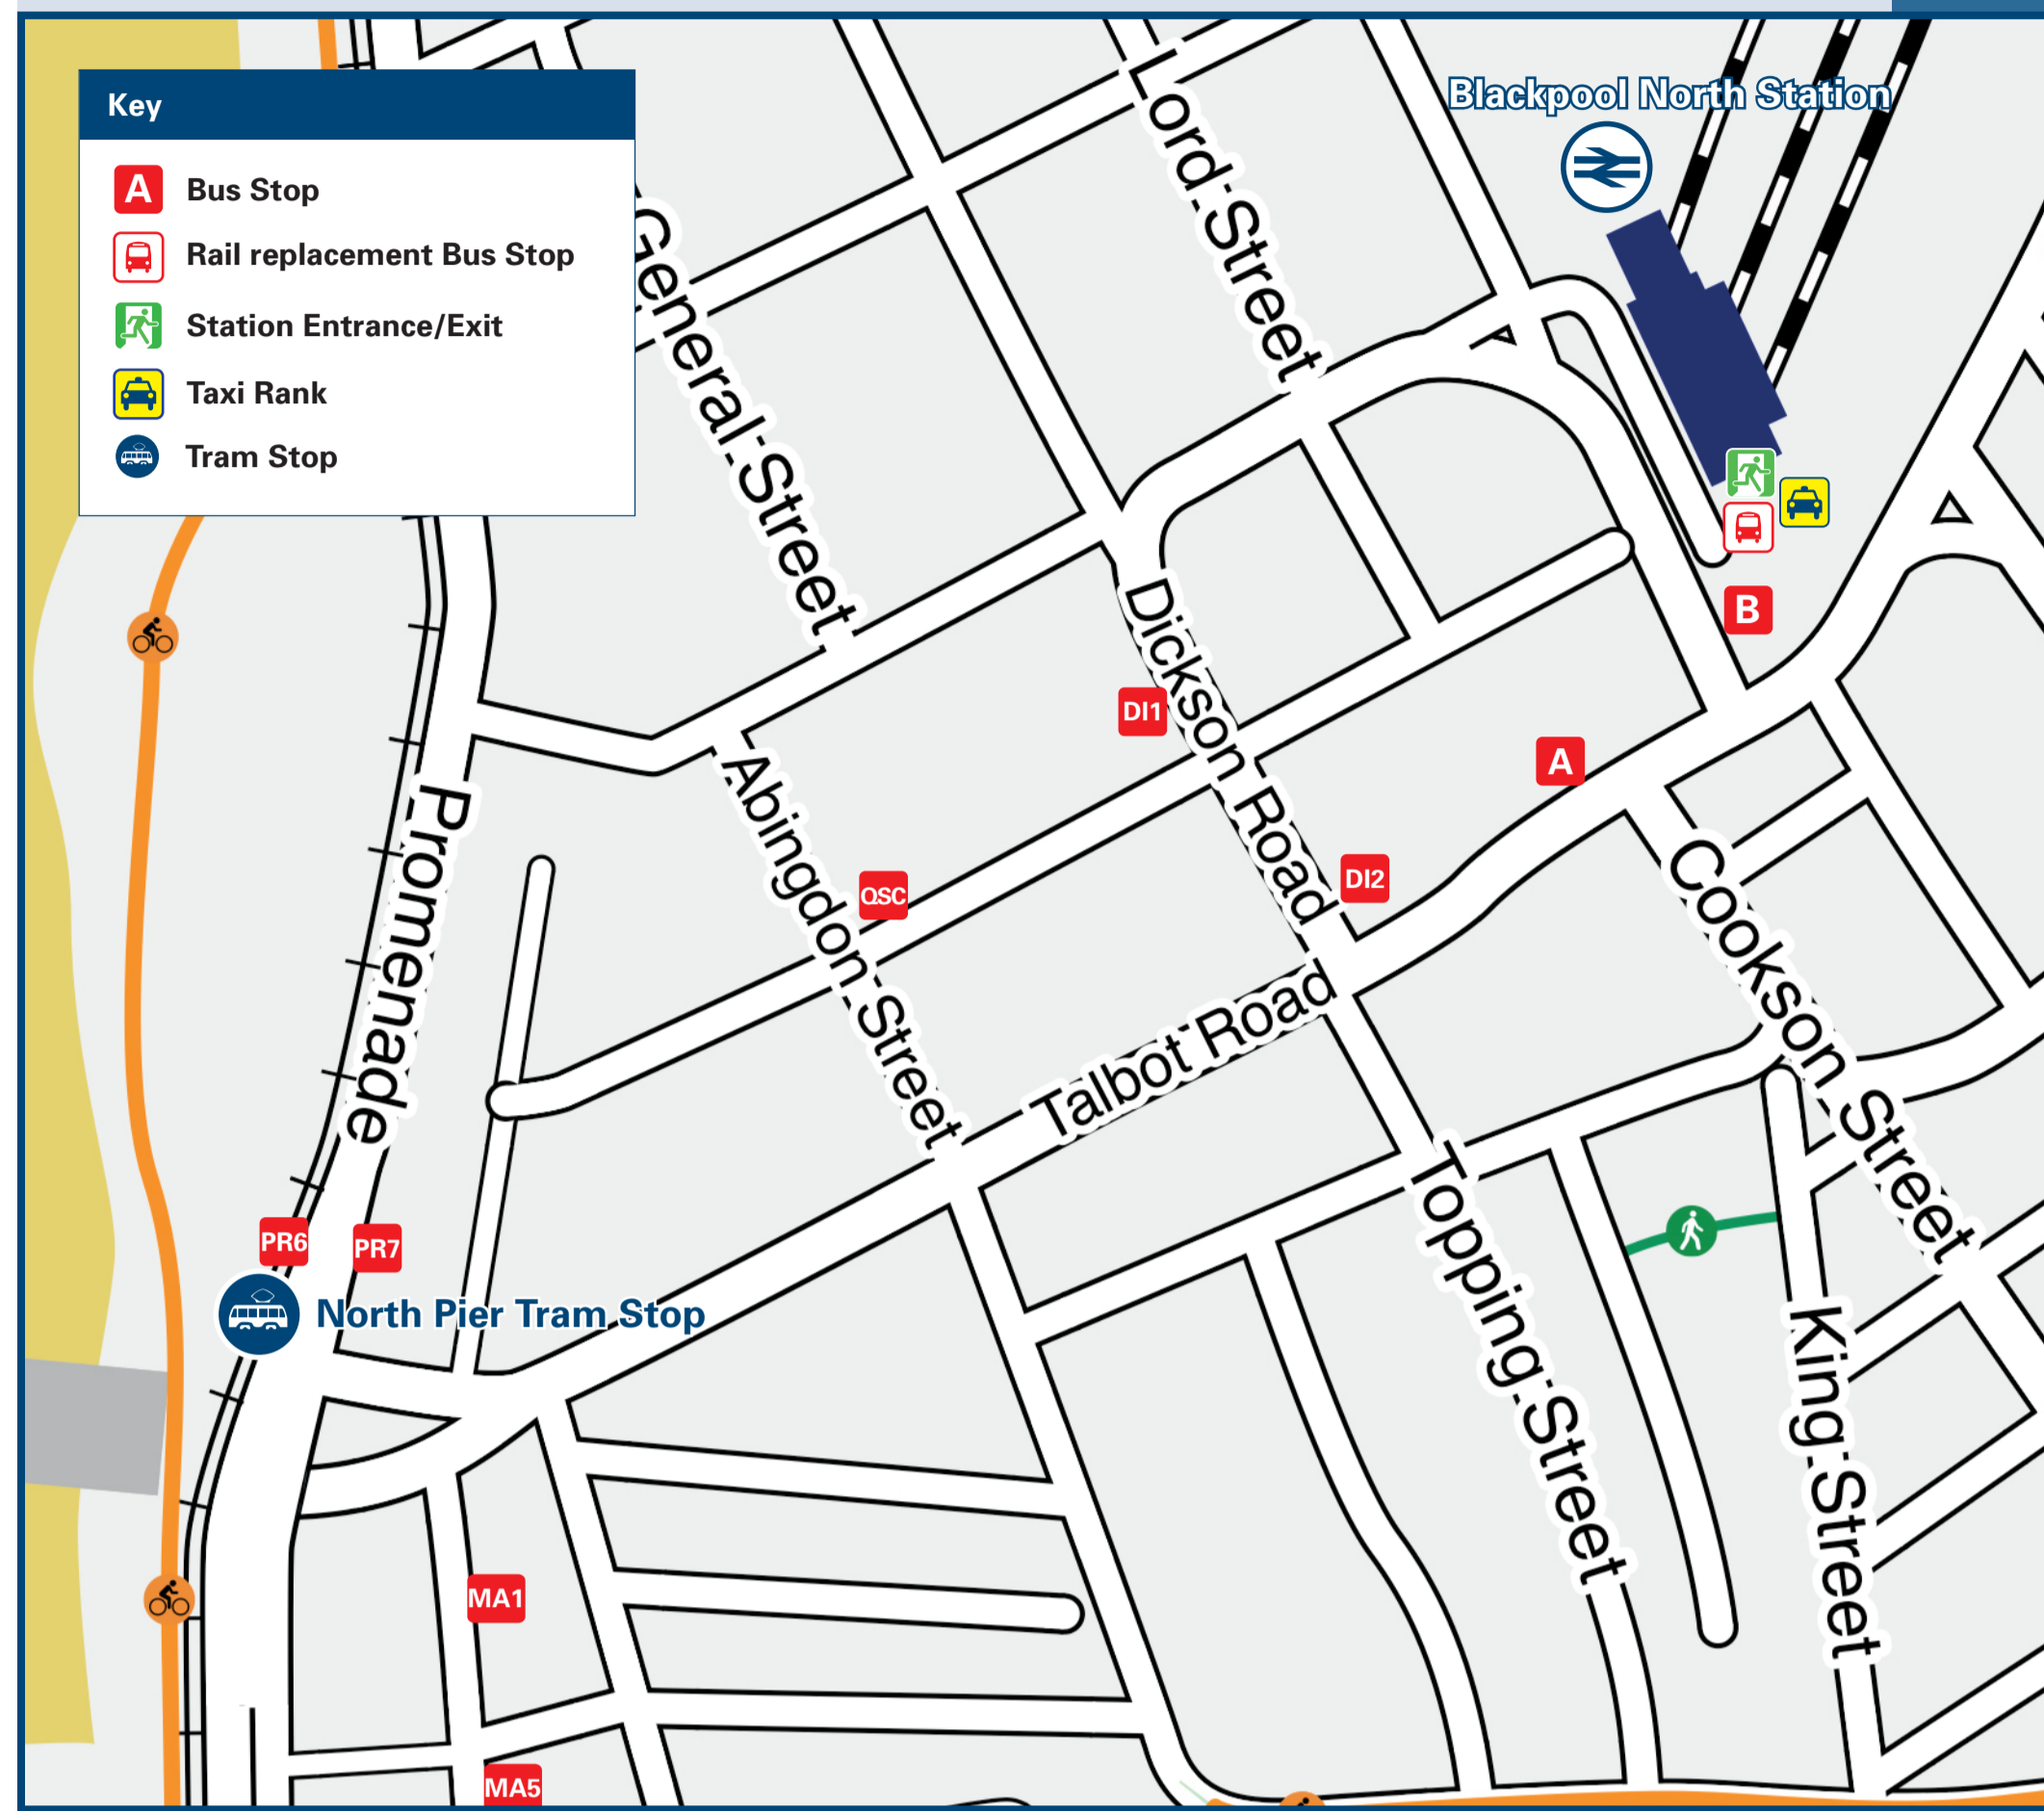 Key
A Bus Stop
Rail replacement Bus Stop
Station Entrance/Exit
Taxi Rank
Tram Stop
Blackpool North Station
Lord Street
General Street
B
DI1
Dickson Road
A
Promenade
Abingdon Street
QSC
DI2
Cookson Street
Talbot Road
PR6
PR7
Topping Street
North Pier Tram Stop
King Street
MA1
MA5